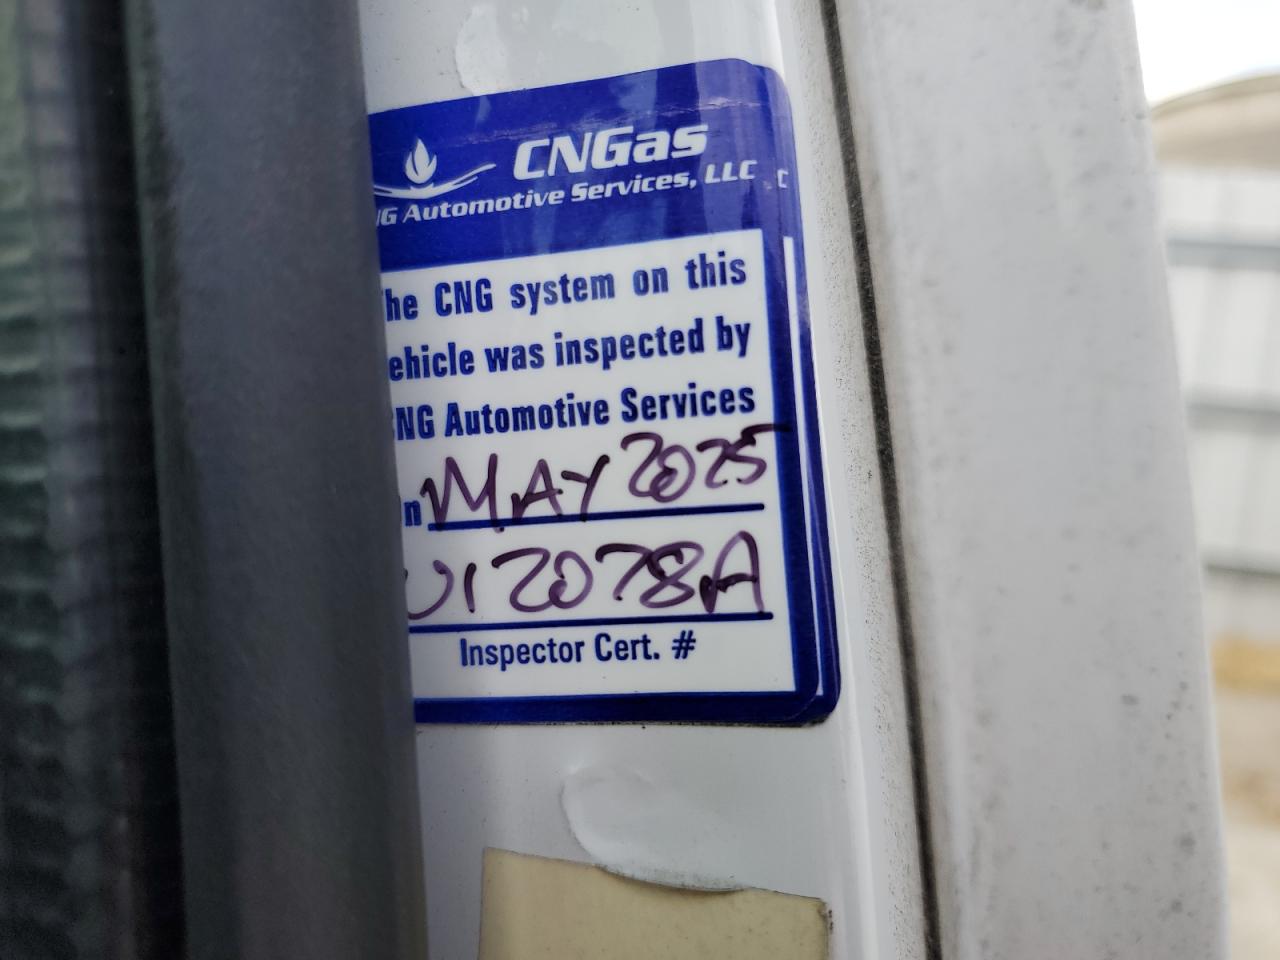 CNGas
NG Automotive Services, LLC
he CNG system on this
ehicle was inspected by
NG Automotive Services
n MAY 2025
U12078A
Inspector Cert. #